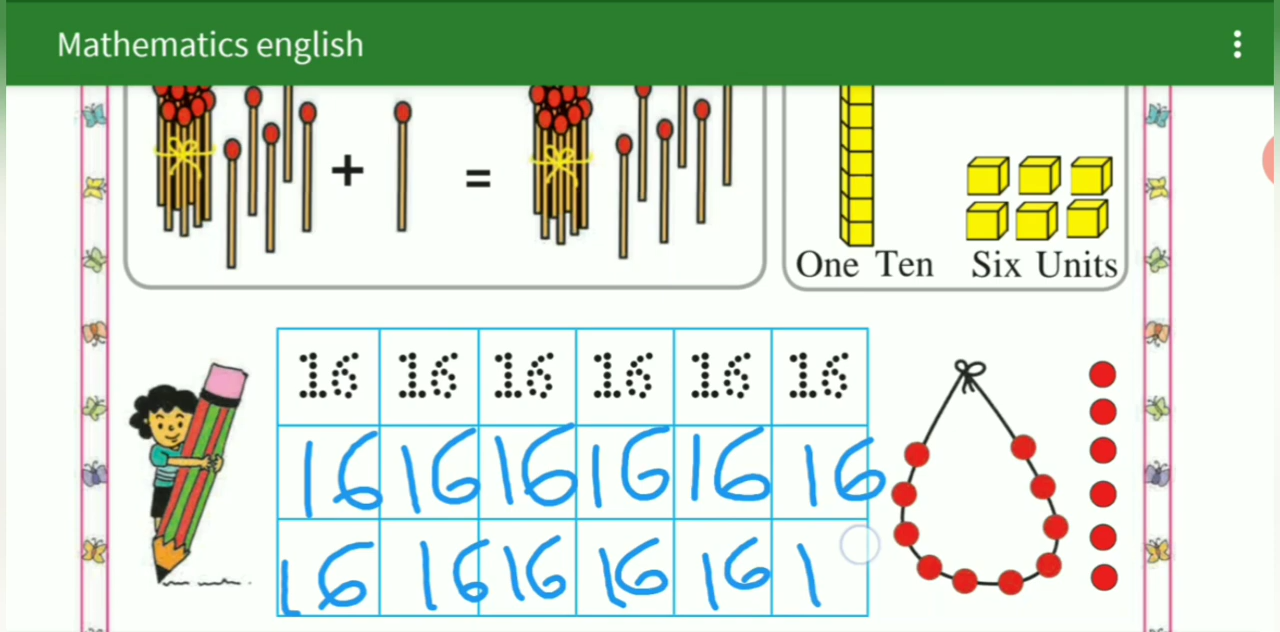 Mathematics english
+ =
One Ten Six Units
16 16 16 16 16 16
16 16 16 16 16 16
16 16 16 16 16 1